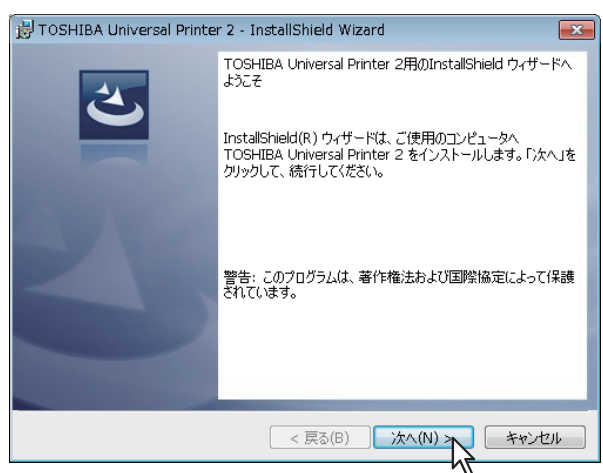 TOSHIBA Universal Printer 2 - InstallShield Wizard
TOSHIBA Universal Printer 2用のInstallShield ウィザードへ
ようこそ
InstallShield(R) ウィザードは、ご使用のコンピュータへ
TOSHIBA Universal Printer 2 をインストールします。「次へ」を
クリックして、続行してください。
警告: このプログラムは、著作権法および国際協定によって保護
されています。
< 戻る(B) 次へ(N) > キャンセル